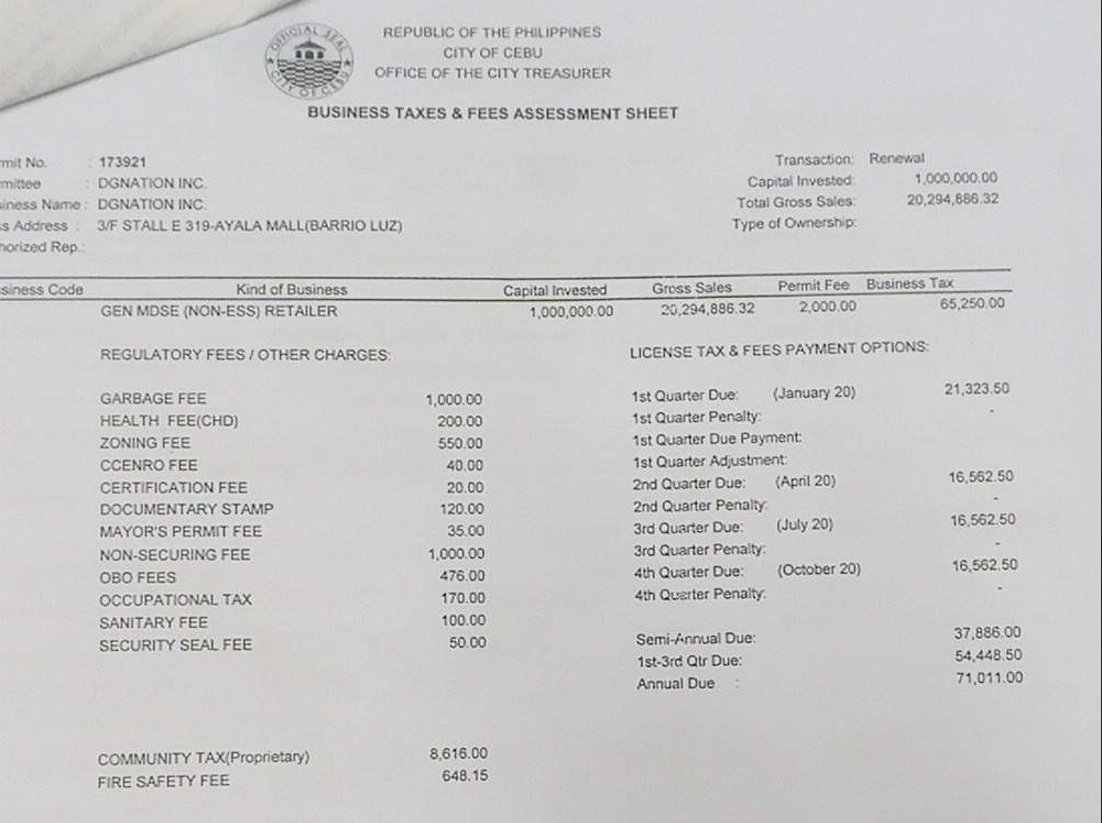 OFFICIAL SEAL
CITY OF CEBU
REPUBLIC OF THE PHILIPPINES
CITY OF CEBU
OFFICE OF THE CITY TREASURER
BUSINESS TAXES & FEES ASSESSMENT SHEET
rmit No. : 173921
mittee : DGNATION INC.
siness Name : DGNATION INC.
ss Address : 3/F STALL E 319-AYALA MALL(BARRIO LUZ)
horized Rep.:
Transaction: Renewal
Capital Invested: 1,000,000.00
Total Gross Sales: 20,294,886.32
Type of Ownership:
siness Code Kind of Business Capital Invested Gross Sales Permit Fee Business Tax
GEN MDSE (NON-ESS) RETAILER 1,000,000.00 20,294,886.32 2,000.00 65,250.00
REGULATORY FEES / OTHER CHARGES:
GARBAGE FEE 1,000.00
HEALTH FEE(CHD) 200.00
ZONING FEE 550.00
CCENRO FEE 40.00
CERTIFICATION FEE 20.00
DOCUMENTARY STAMP 120.00
MAYOR'S PERMIT FEE 35.00
NON-SECURING FEE 1,000.00
OBO FEES 476.00
OCCUPATIONAL TAX 170.00
SANITARY FEE 100.00
SECURITY SEAL FEE 50.00
COMMUNITY TAX(Proprietary) 8,616.00
FIRE SAFETY FEE 648.15
LICENSE TAX & FEES PAYMENT OPTIONS:
1st Quarter Due: (January 20) 21,323.50
1st Quarter Penalty: -
1st Quarter Due Payment:
1st Quarter Adjustment:
2nd Quarter Due: (April 20) 16,562.50
2nd Quarter Penalty: -
3rd Quarter Due: (July 20) 16,562.50
3rd Quarter Penalty: -
4th Quarter Due: (October 20) 16,562.50
4th Quarter Penalty: -
Semi-Annual Due: 37,886.00
1st-3rd Qtr Due: 54,448.50
Annual Due : 71,011.00